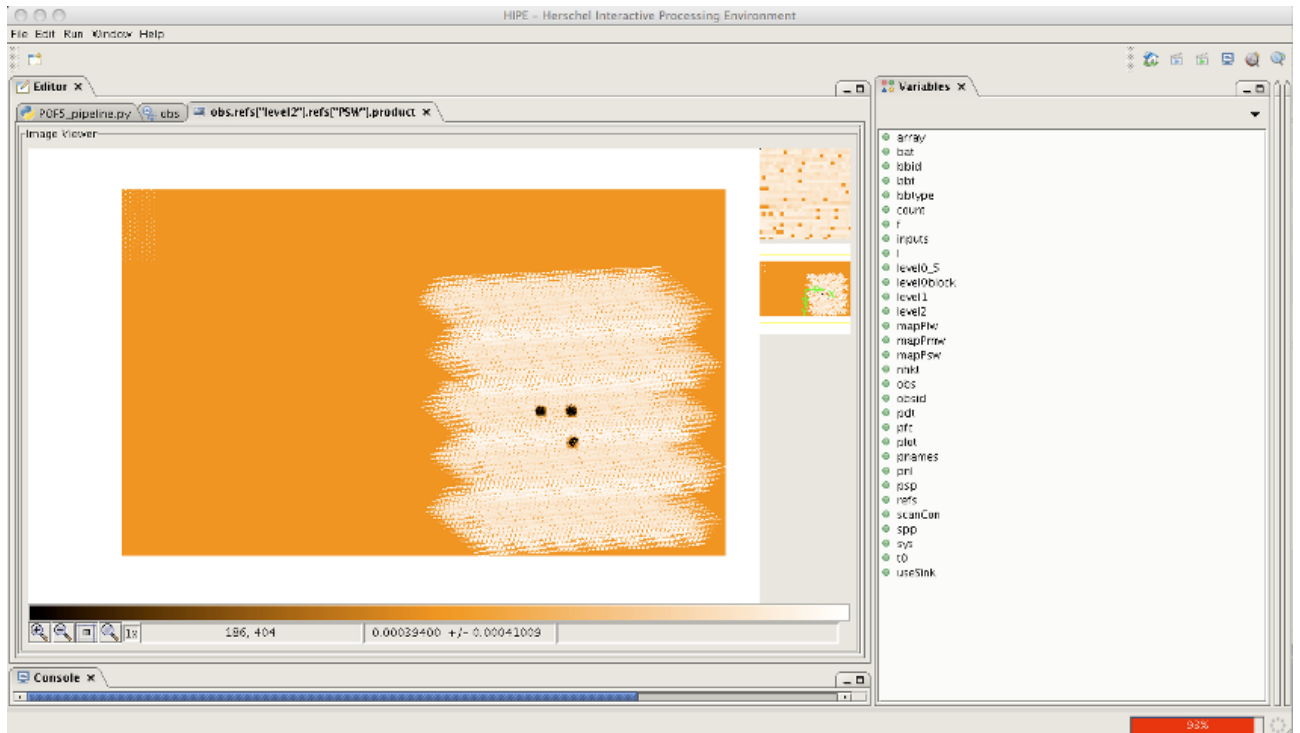 HIPE - Herschel Interactive Processing Environment
File Edit Run Window Help
Editor x
Variables x
POF5_pipeline.py obs obs.refs["level2"].refs["PSW"].product x
Image Viewer
array
bat
bbid
bbt
bbtype
count
f
inputs
level0_5
level0block
level1
level2
mapPlw
mapPmw
mapPsw
nhkt
obs
obsid
pdt
pft
plot
pnames
pnl
psp
refs
scanCon
spp
sys
t0
useSink
1x 186, 404 0.00039400 +/- 0.00041009
Console x
93%